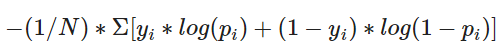 −(1/N) ∗ Σ[yᵢ ∗ log(pᵢ) + (1 − yᵢ) ∗ log(1 − pᵢ)]